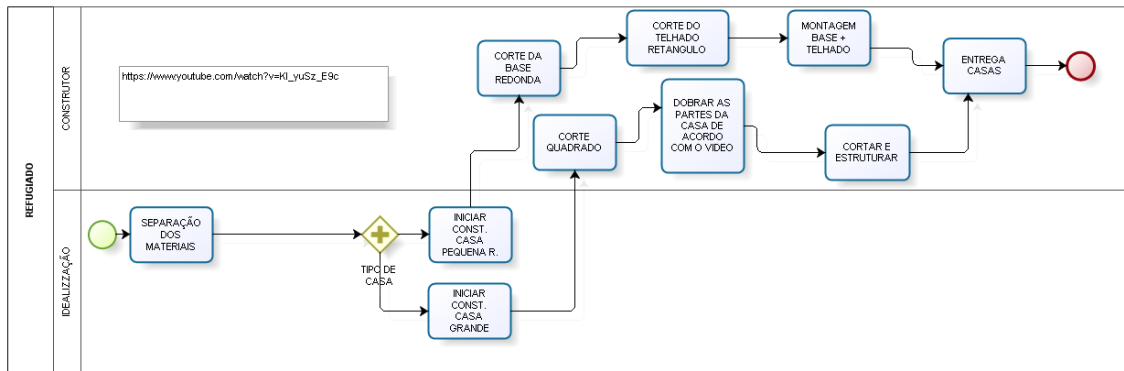 REFUGIADO
CONSTRUTOR
https://www.youtube.com/watch?v=Kl_yuSz_E9c
CORTE DA
BASE
REDONDA
CORTE DO
TELHADO
RETANGULO
MONTAGEM
BASE +
TELHADO
ENTREGA
CASAS
CORTE
QUADRADO
DOBRAR AS
PARTES DA
CASA DE
ACORDO
COM O VIDEO
CORTAR E
ESTRUTURAR
IDEALIZZAÇÃO
SEPARAÇÃO
DOS
MATERIAIS
TIPO DE
CASA
INICIAR
CONST.
CASA
PEQUENA R.
INICIAR
CONST.
CASA
GRANDE